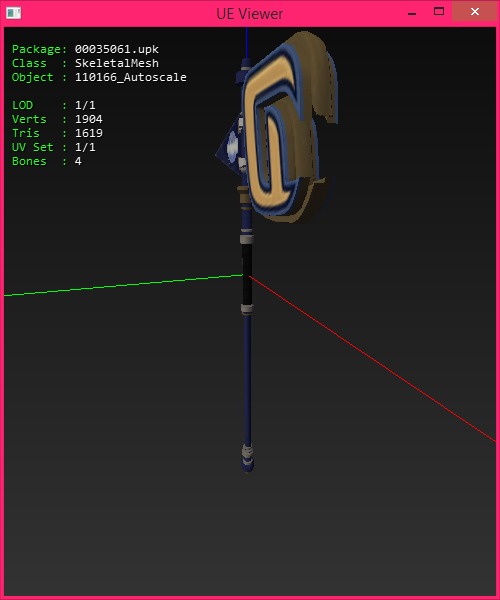 UE Viewer
Package: 00035061.upk
Class : SkeletalMesh
Object : 110166_Autoscale
LOD : 1/1
Verts : 1904
Tris : 1619
UV Set : 1/1
Bones : 4
G